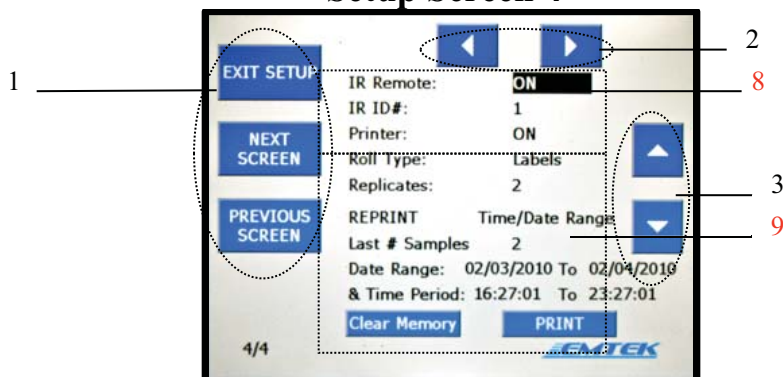 Setup Screen 4
1
2
EXIT SETUP
IR Remote: ON
8
IR ID#: 1
NEXT SCREEN
Printer: ON
Roll Type: Labels
3
Replicates: 2
PREVIOUS SCREEN
REPRINT Time/Date Range
9
Last # Samples 2
Date Range: 02/03/2010 To 02/04/2010
& Time Period: 16:27:01 To 23:27:01
Clear Memory PRINT
4/4
EMTEK